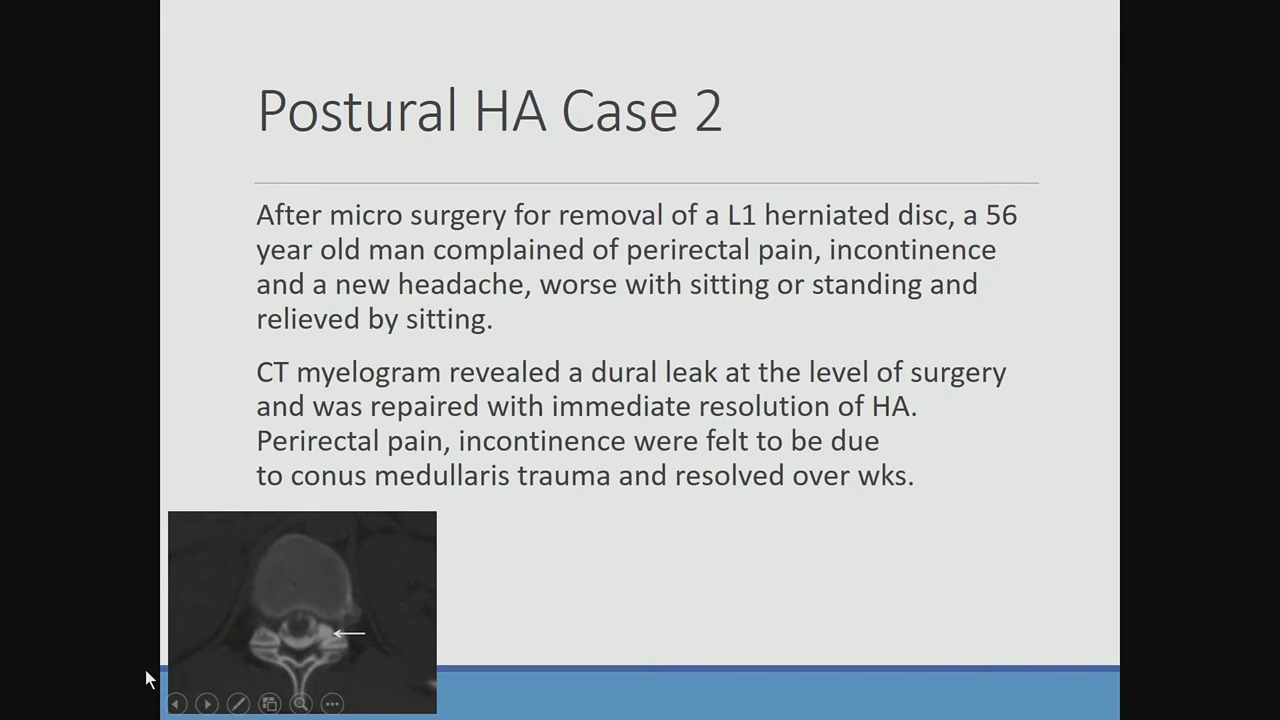 Postural HA Case 2
After micro surgery for removal of a L1 herniated disc, a 56
year old man complained of perirectal pain, incontinence
and a new headache, worse with sitting or standing and
relieved by sitting.
CT myelogram revealed a dural leak at the level of surgery
and was repaired with immediate resolution of HA.
Perirectal pain, incontinence were felt to be due
to conus medullaris trauma and resolved over wks.